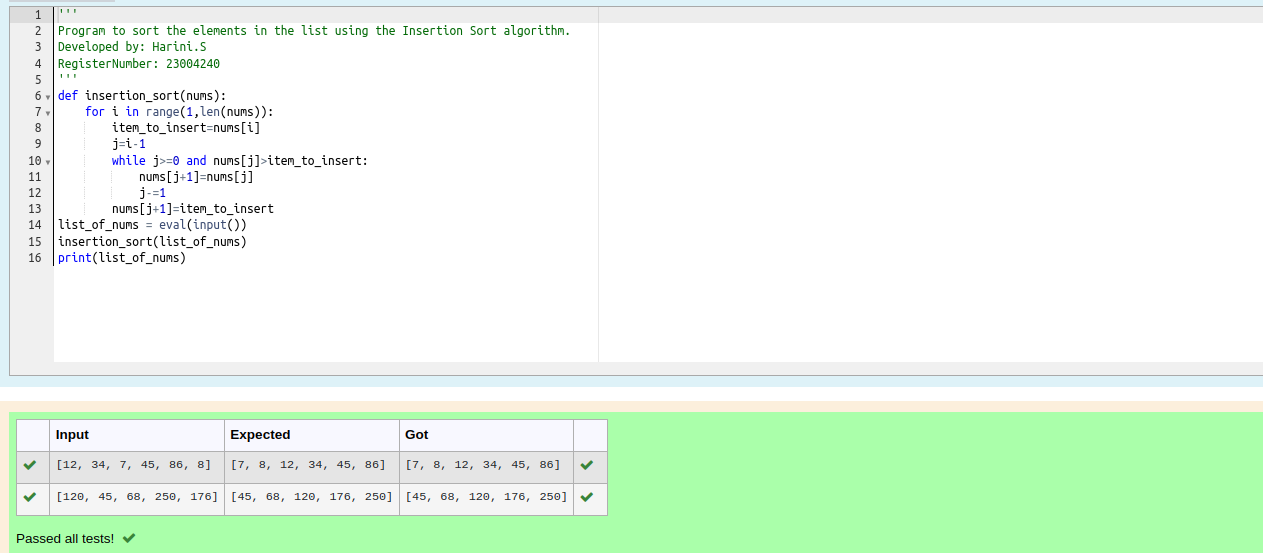 1 '''
2 Program to sort the elements in the list using the Insertion Sort algorithm.
3 Developed by: Harini.S
4 RegisterNumber: 23004240
5 '''
6 def insertion_sort(nums):
7     for i in range(1,len(nums)):
8         item_to_insert=nums[i]
9         j=i-1
10         while j>=0 and nums[j]>item_to_insert:
11             nums[j+1]=nums[j]
12             j-=1
13         nums[j+1]=item_to_insert
14 list_of_nums = eval(input())
15 insertion_sort(list_of_nums)
16 print(list_of_nums)
Input Expected Got
[12, 34, 7, 45, 86, 8] [7, 8, 12, 34, 45, 86] [7, 8, 12, 34, 45, 86]
[120, 45, 68, 250, 176] [45, 68, 120, 176, 250] [45, 68, 120, 176, 250]
Passed all tests!